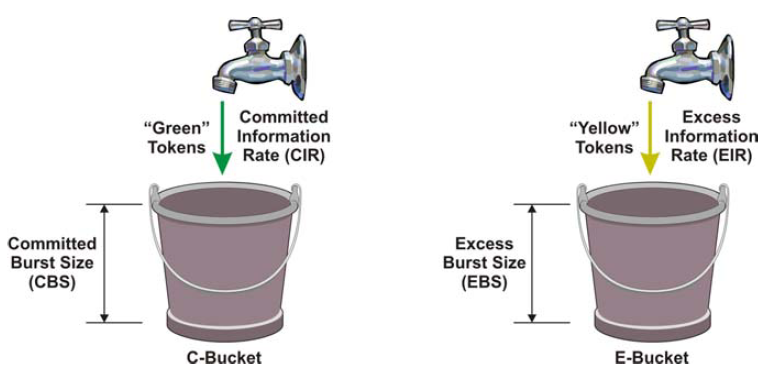 “Green”
Tokens
Committed
Information
Rate (CIR)
Committed
Burst Size
(CBS)
C-Bucket
“Yellow”
Tokens
Excess
Information
Rate (EIR)
Excess
Burst Size
(EBS)
E-Bucket